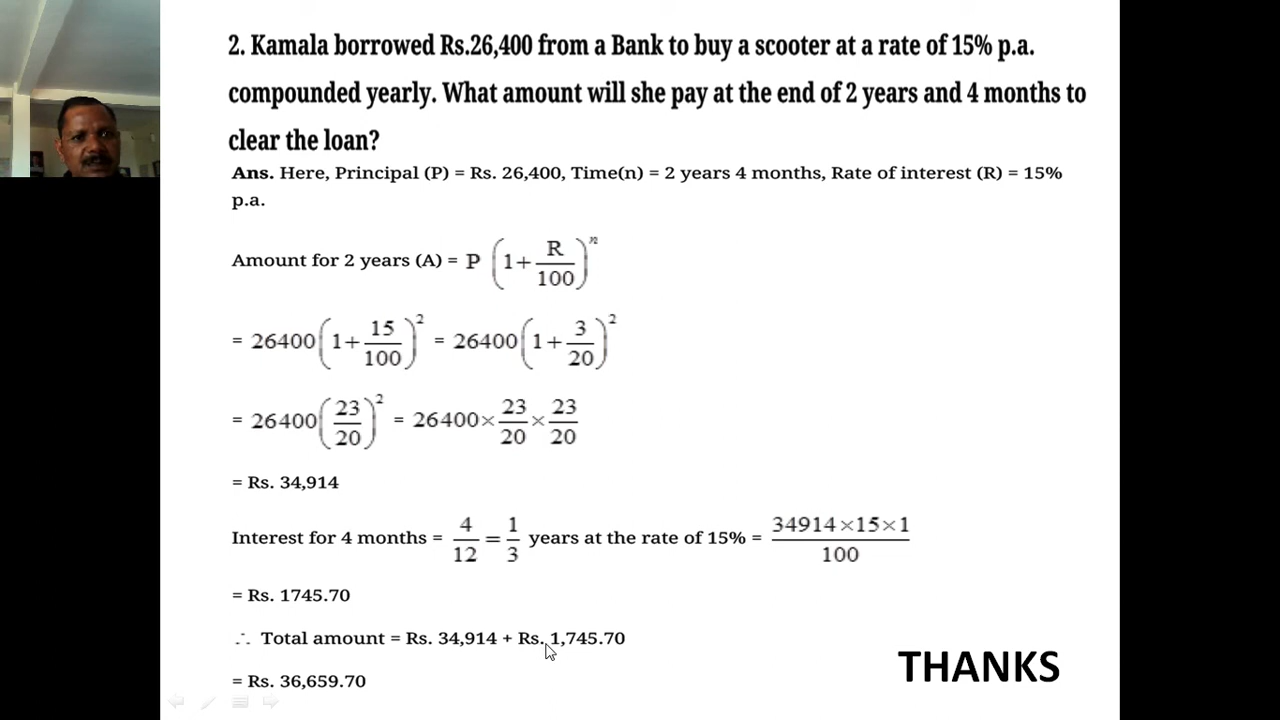 2. Kamala borrowed Rs.26,400 from a Bank to buy a scooter at a rate of 15% p.a.
compounded yearly. What amount will she pay at the end of 2 years and 4 months to
clear the loan?
Ans. Here, Principal (P) = Rs. 26,400, Time(n) = 2 years 4 months, Rate of interest (R) = 15%
p.a.
Amount for 2 years (A) = P (1+R/100)^n
= 26400(1+15/100)^2 = 26400(1+3/20)^2
= 26400(23/20)^2 = 26400×23/20×23/20
= Rs. 34,914
Interest for 4 months = 4/12=1/3 years at the rate of 15% = 34914×15×1/100
= Rs. 1745.70
∴ Total amount = Rs. 34,914 + Rs. 1,745.70
= Rs. 36,659.70
THANKS